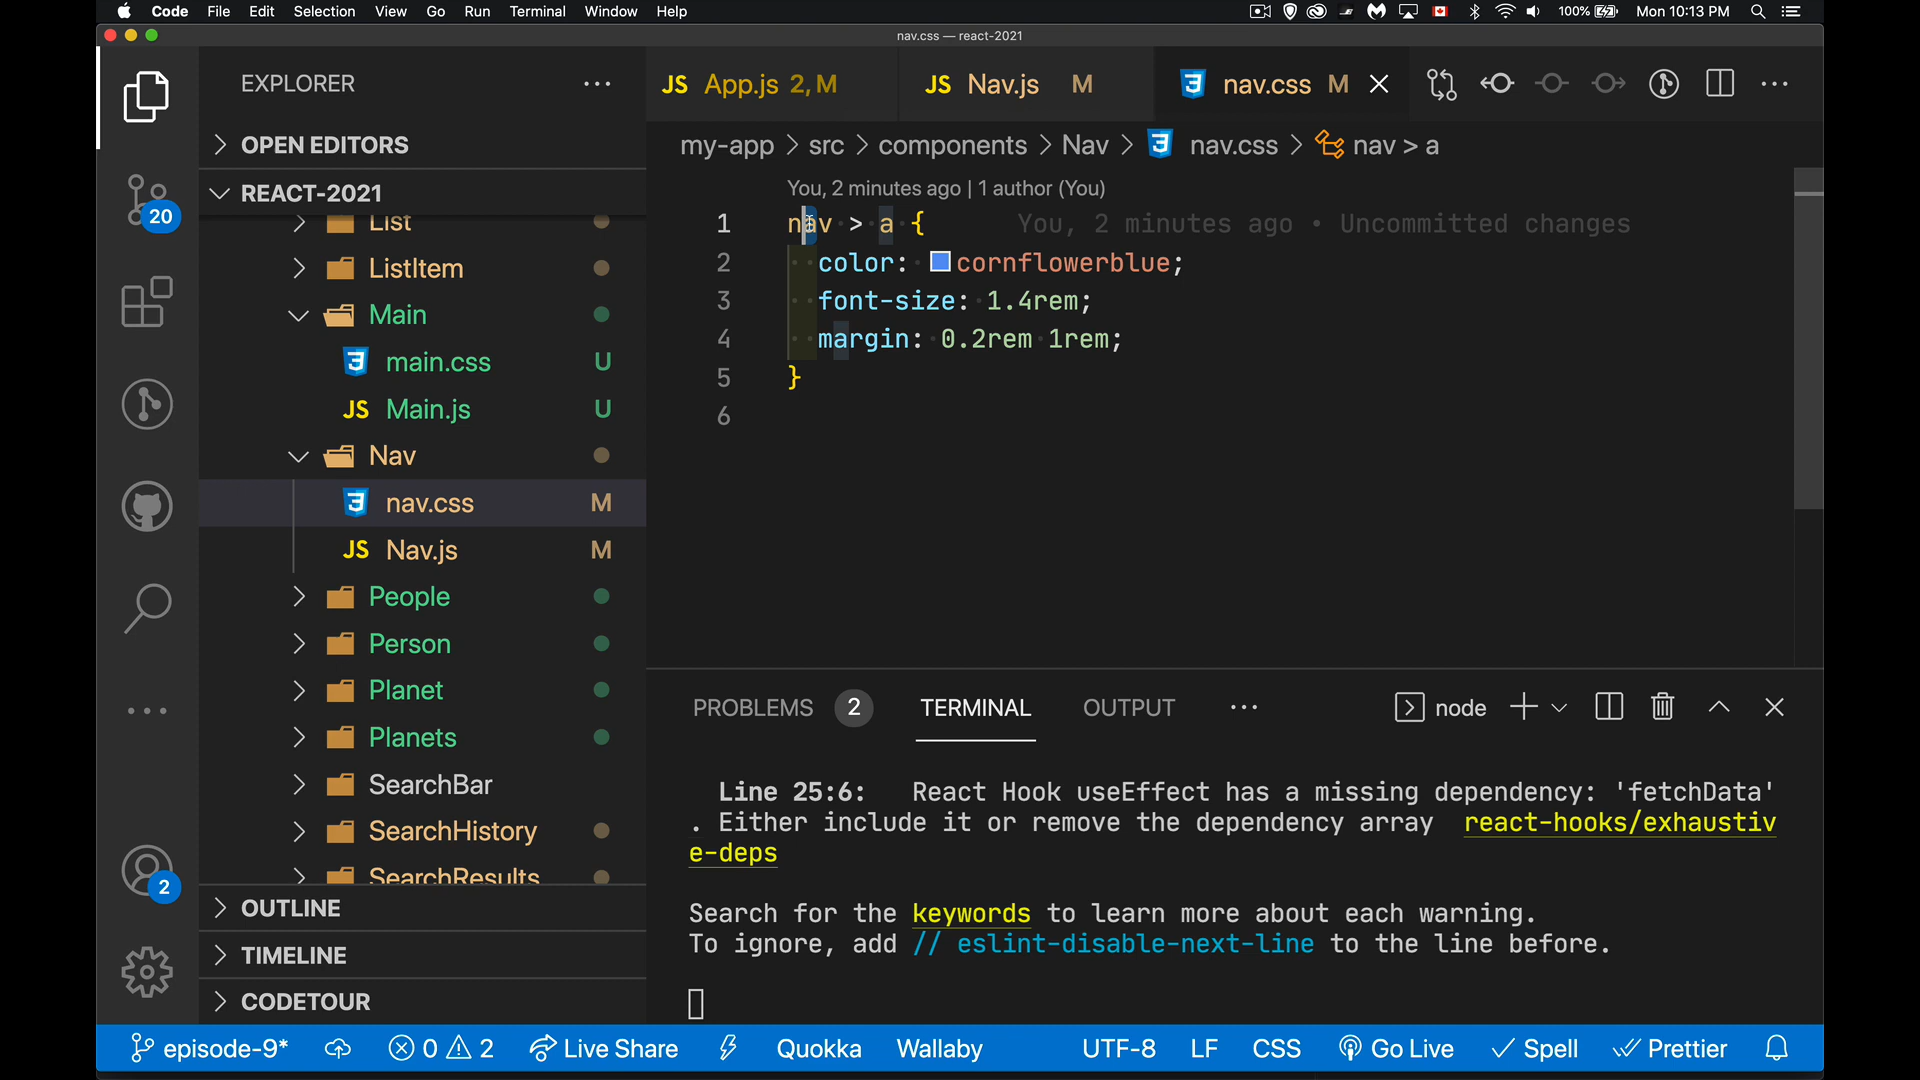 Code File Edit Selection View Go Run Terminal Window Help 100% Mon 10:13 PM
nav.css — react-2021
EXPLORER
OPEN EDITORS
REACT-2021
List
ListItem
Main
main.css U
Main.js U
Nav
nav.css M
Nav.js M
People
Person
Planet
Planets
SearchBar
SearchHistory
SearchResults
OUTLINE
TIMELINE
CODETOUR
20
2
JS App.js 2, M JS Nav.js M nav.css M
my-app > src > components > Nav > nav.css > nav > a
You, 2 minutes ago | 1 author (You)
1 nav > a { You, 2 minutes ago • Uncommitted changes
2 color: cornflowerblue;
3 font-size: 1.4rem;
4 margin: 0.2rem 1rem;
5 }
6
PROBLEMS 2 TERMINAL OUTPUT node
Line 25:6: React Hook useEffect has a missing dependency: 'fetchData'
. Either include it or remove the dependency array react-hooks/exhaustiv
e-deps
Search for the keywords to learn more about each warning.
To ignore, add // eslint-disable-next-line to the line before.
episode-9* 0 2 Live Share Quokka Wallaby UTF-8 LF CSS Go Live Spell Prettier